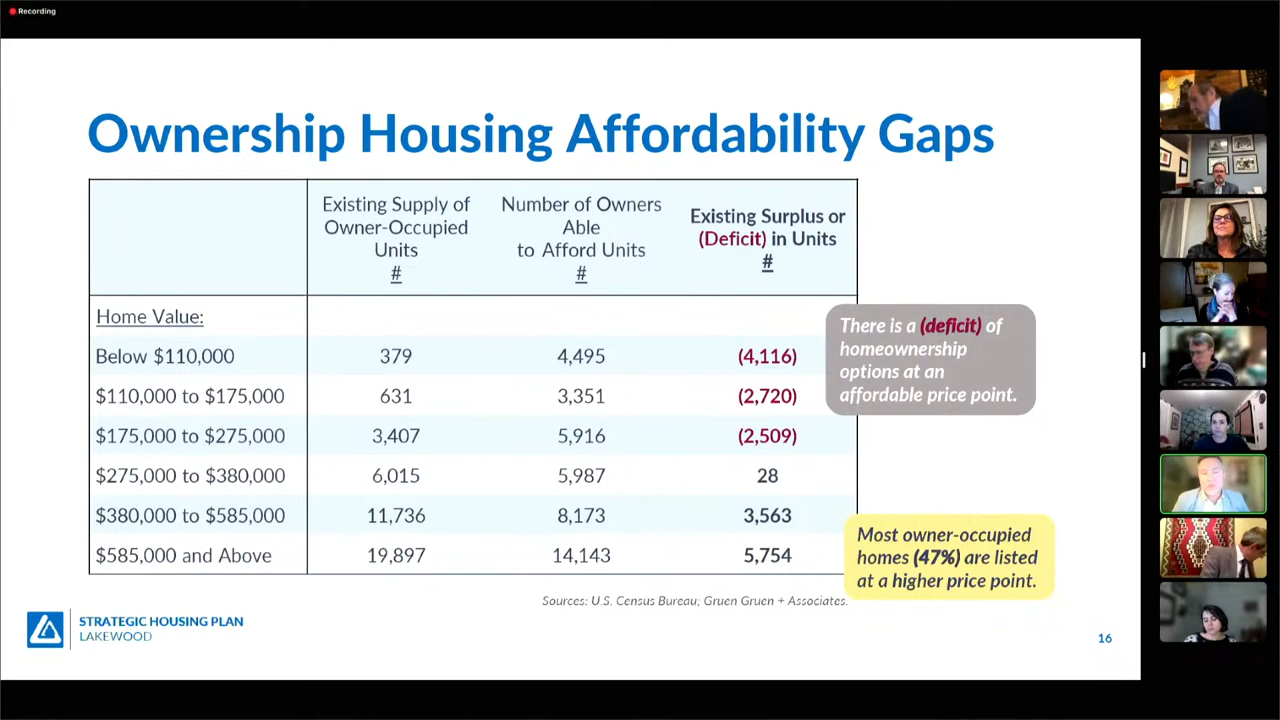 Recording
Ownership Housing Affordability Gaps
Existing Supply of
Owner-Occupied
Units
#
Number of Owners
Able
to Afford Units
#
Existing Surplus or
(Deficit) in Units
#
Home Value:
Below $110,000 379 4,495 (4,116)
$110,000 to $175,000 631 3,351 (2,720)
$175,000 to $275,000 3,407 5,916 (2,509)
$275,000 to $380,000 6,015 5,987 28
$380,000 to $585,000 11,736 8,173 3,563
$585,000 and Above 19,897 14,143 5,754
There is a (deficit) of
homeownership
options at an
affordable price point.
Most owner-occupied
homes (47%) are listed
at a higher price point.
Sources: U.S. Census Bureau; Gruen Gruen + Associates.
STRATEGIC HOUSING PLAN
LAKEWOOD
16